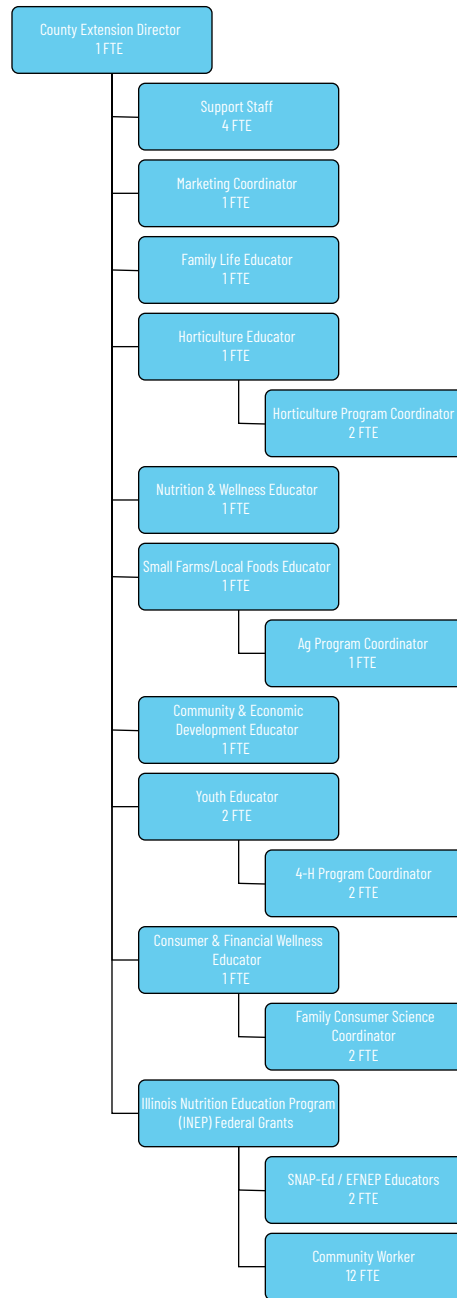 County Extension Director
1 FTE
Support Staff
4 FTE
Marketing Coordinator
1 FTE
Family Life Educator
1 FTE
Horticulture Educator
1 FTE
Horticulture Program Coordinator
2 FTE
Nutrition & Wellness Educator
1 FTE
Small Farms/Local Foods Educator
1 FTE
Ag Program Coordinator
1 FTE
Community & Economic
Development Educator
1 FTE
Youth Educator
2 FTE
4-H Program Coordinator
2 FTE
Consumer & Financial Wellness
Educator
1 FTE
Family Consumer Science
Coordinator
2 FTE
Illinois Nutrition Education Program
(INEP) Federal Grants
SNAP-Ed / EFNEP Educators
2 FTE
Community Worker
12 FTE